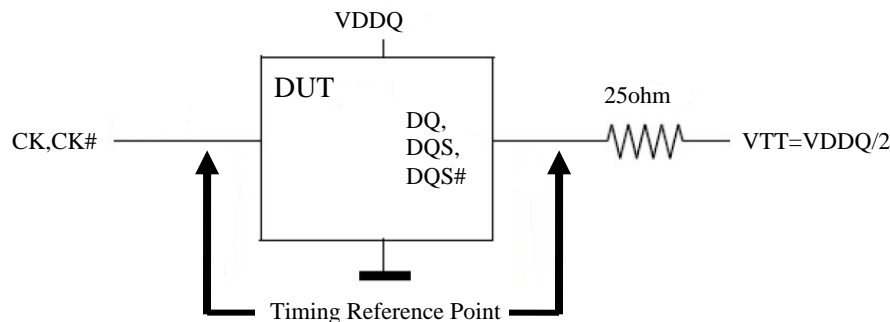 VDDQ
DUT
25ohm
CK,CK#
DQ,
DQS,
DQS#
VTT=VDDQ/2
Timing Reference Point